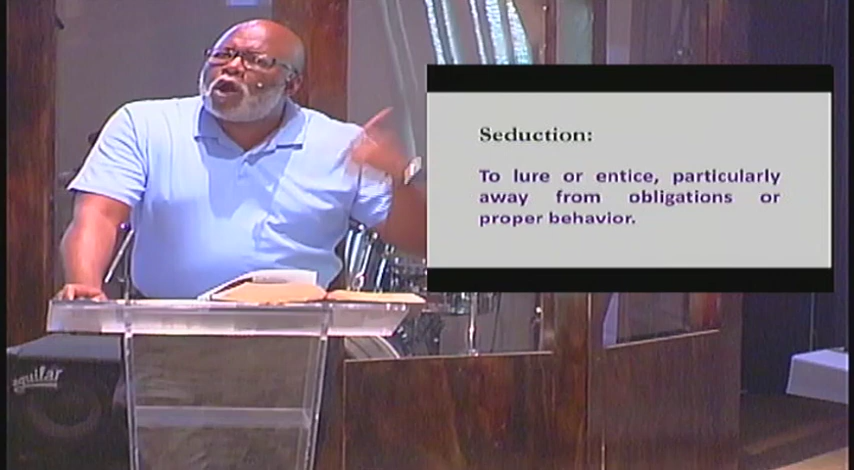 Seduction:
To lure or entice, particularly
away from obligations or
proper behavior.
aguilar